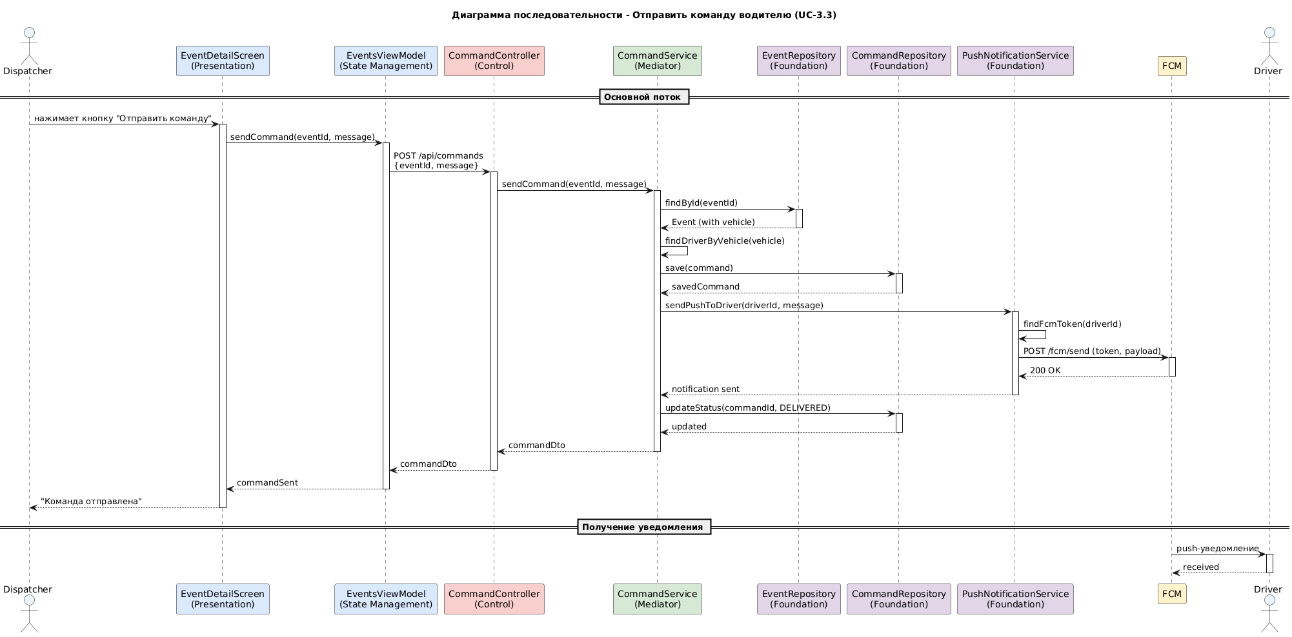 Диаграмма последовательности - Отправить команду водителю (UC-3.3)
Dispatcher
EventDetailScreen
(Presentation)
EventsViewModel
(State Management)
CommandController
(Control)
CommandService
(Mediator)
EventRepository
(Foundation)
CommandRepository
(Foundation)
PushNotificationService
(Foundation)
FCM
Driver
Основной поток
нажимает кнопку "Отправить команду"
sendCommand(eventId, message)
POST /api/commands
{eventId, message}
sendCommand(eventId, message)
findById(eventId)
Event (with vehicle)
findDriverByVehicle(vehicle)
save(command)
savedCommand
sendPushToDriver(driverId, message)
findFcmToken(driverId)
POST /fcm/send (token, payload)
200 OK
notification sent
updateStatus(commandId, DELIVERED)
updated
commandDto
commandDto
commandSent
"Команда отправлена"
Получение уведомления
push-уведомление
received
Dispatcher
EventDetailScreen
(Presentation)
EventsViewModel
(State Management)
CommandController
(Control)
CommandService
(Mediator)
EventRepository
(Foundation)
CommandRepository
(Foundation)
PushNotificationService
(Foundation)
FCM
Driver